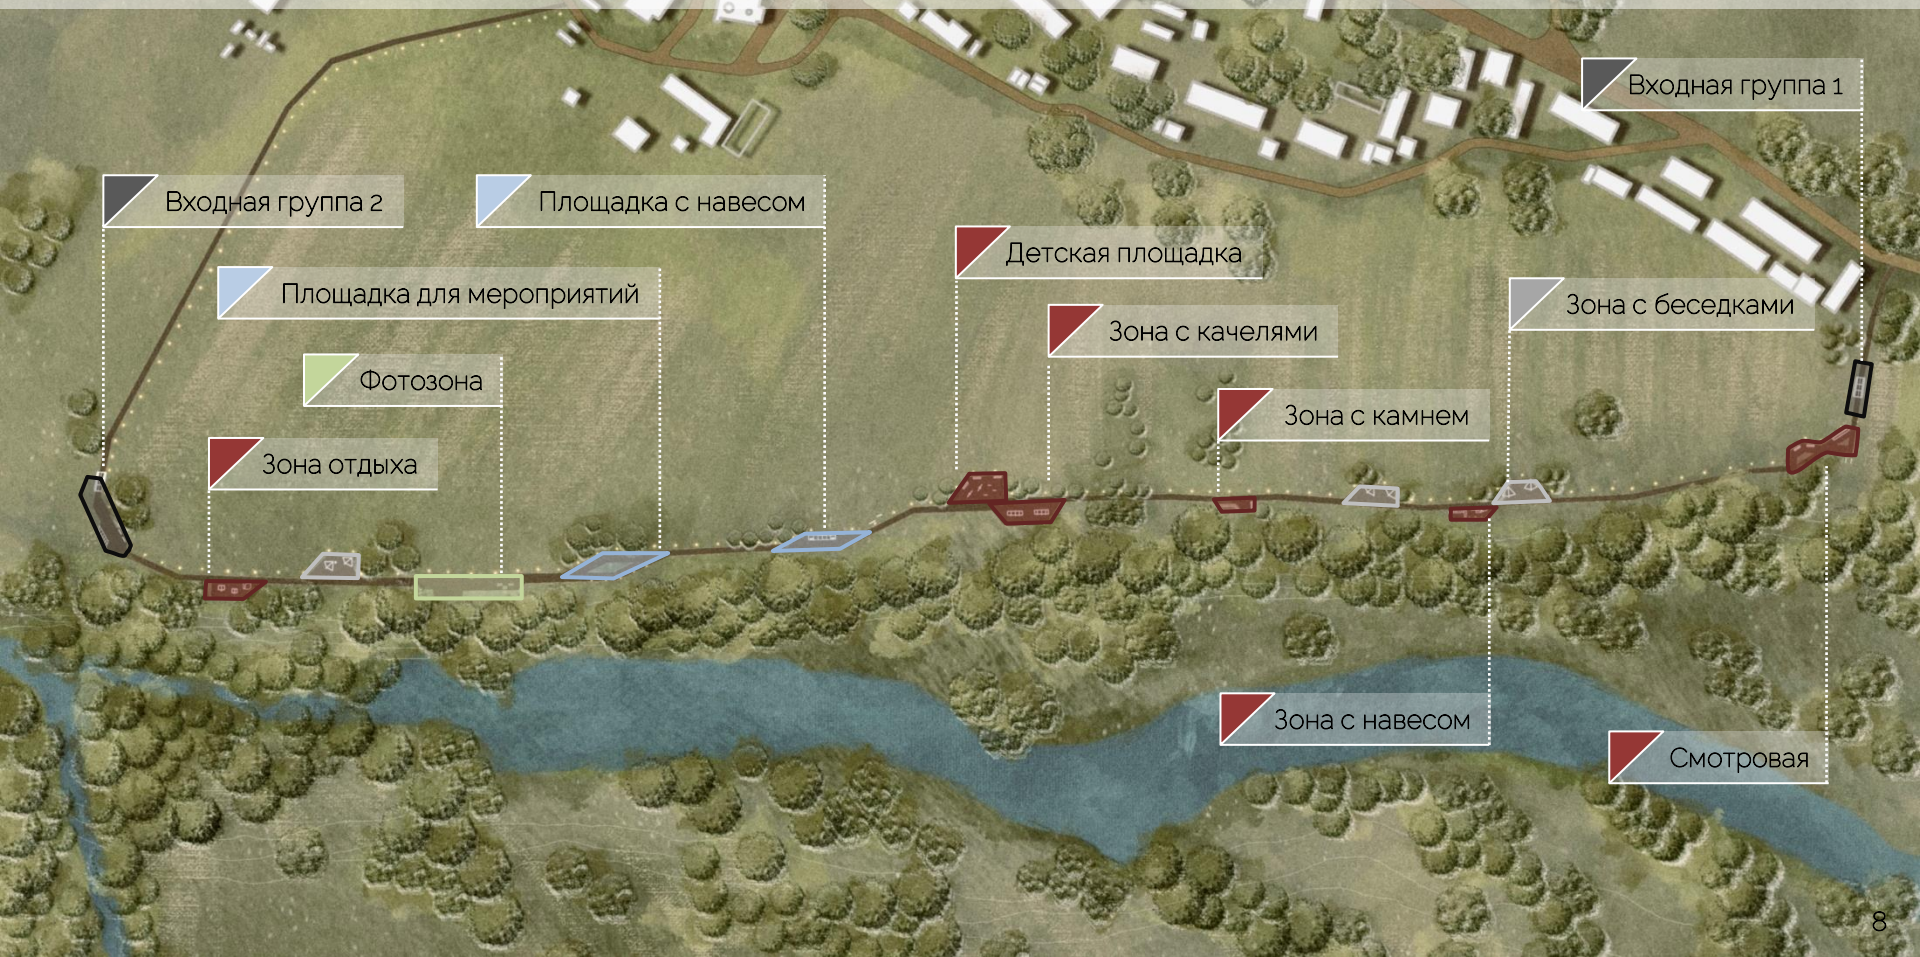 Входная группа 1
Входная группа 2
Площадка с навесом
Детская площадка
Площадка для мероприятий
Зона с беседками
Зона с качелями
Фотозона
Зона с камнем
Зона отдыха
Зона с навесом
Смотровая
8